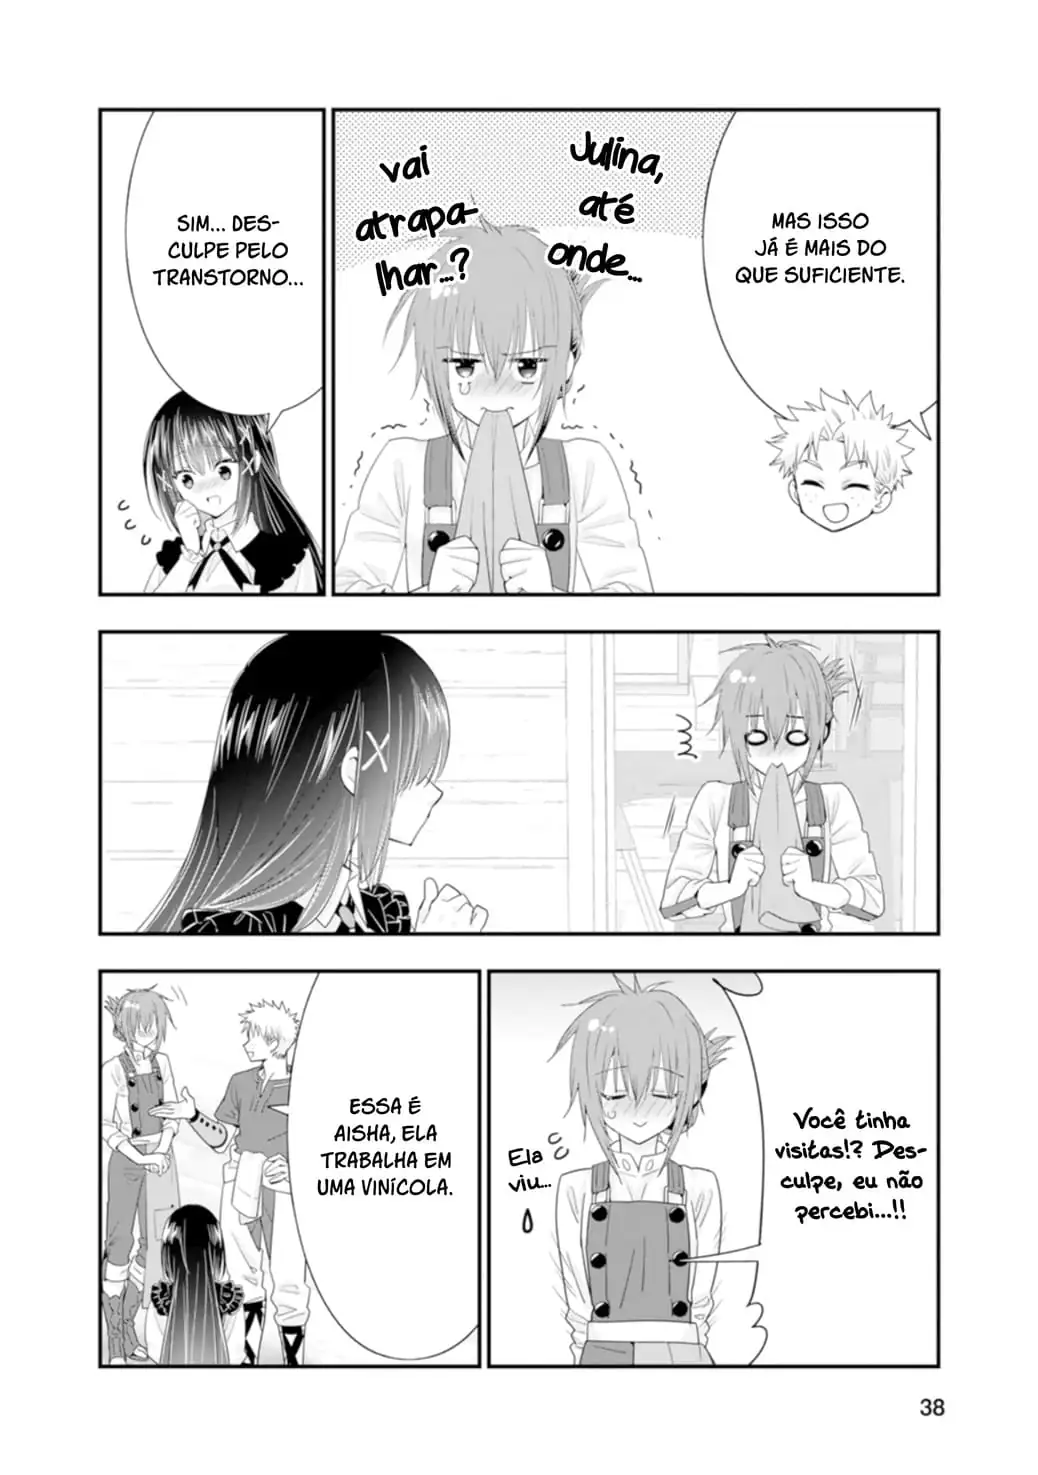 MAS ISSO
JÁ É MAIS DO
QUE SUFICIENTE.
Julina,
até
onde...
vai
atrapa-
lhar...?
SIM... DES-
CULPE PELO
TRANSTORNO...
Você tinha
visitas!? Des-
culpe, eu não
percebi...!!
Ela
viu...
ESSA É
AISHA, ELA
TRABALHA EM
UMA VINÍCOLA.
38